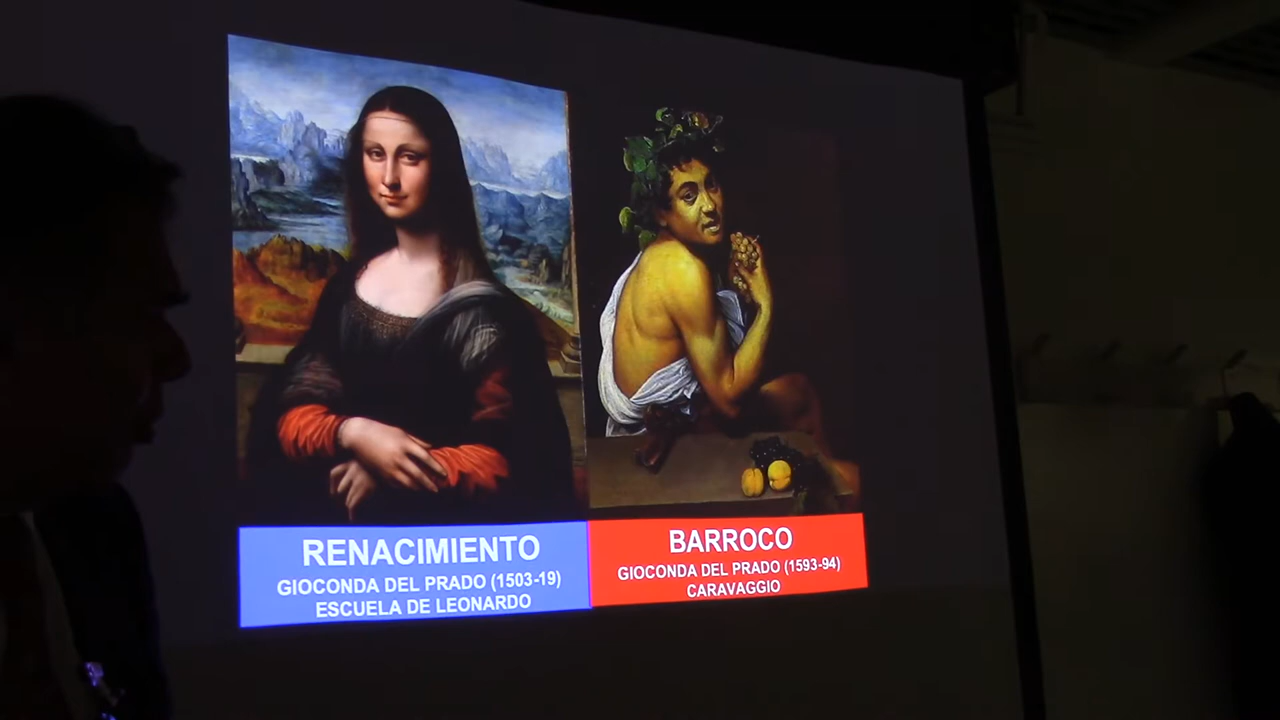 RENACIMIENTO
GIOCONDA DEL PRADO (1503-19)
ESCUELA DE LEONARDO
BARROCO
GIOCONDA DEL PRADO (1593-94)
CARAVAGGIO